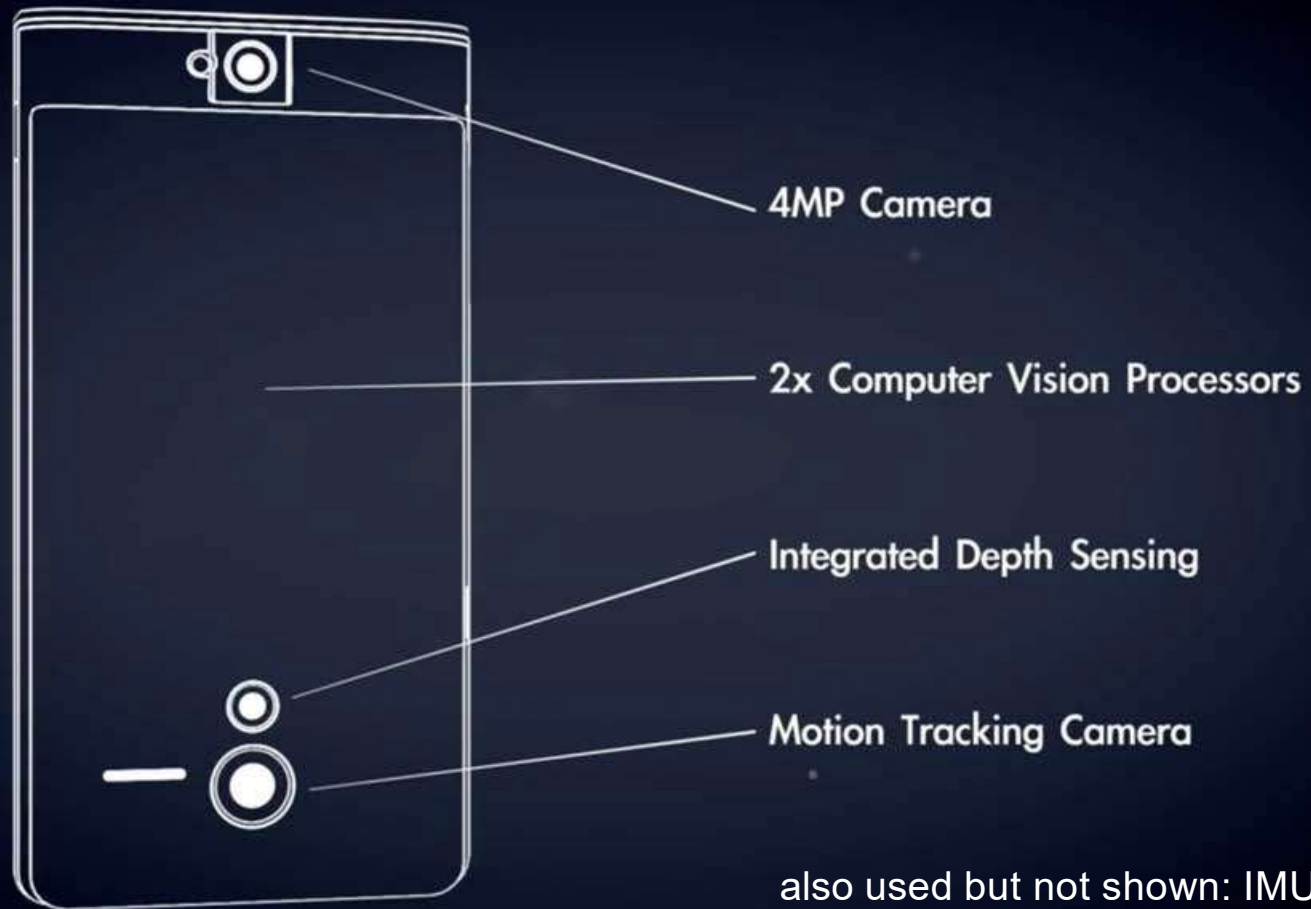 4MP Camera
2x Computer Vision Processors
Integrated Depth Sensing
Motion Tracking Camera
also used but not shown: IMU